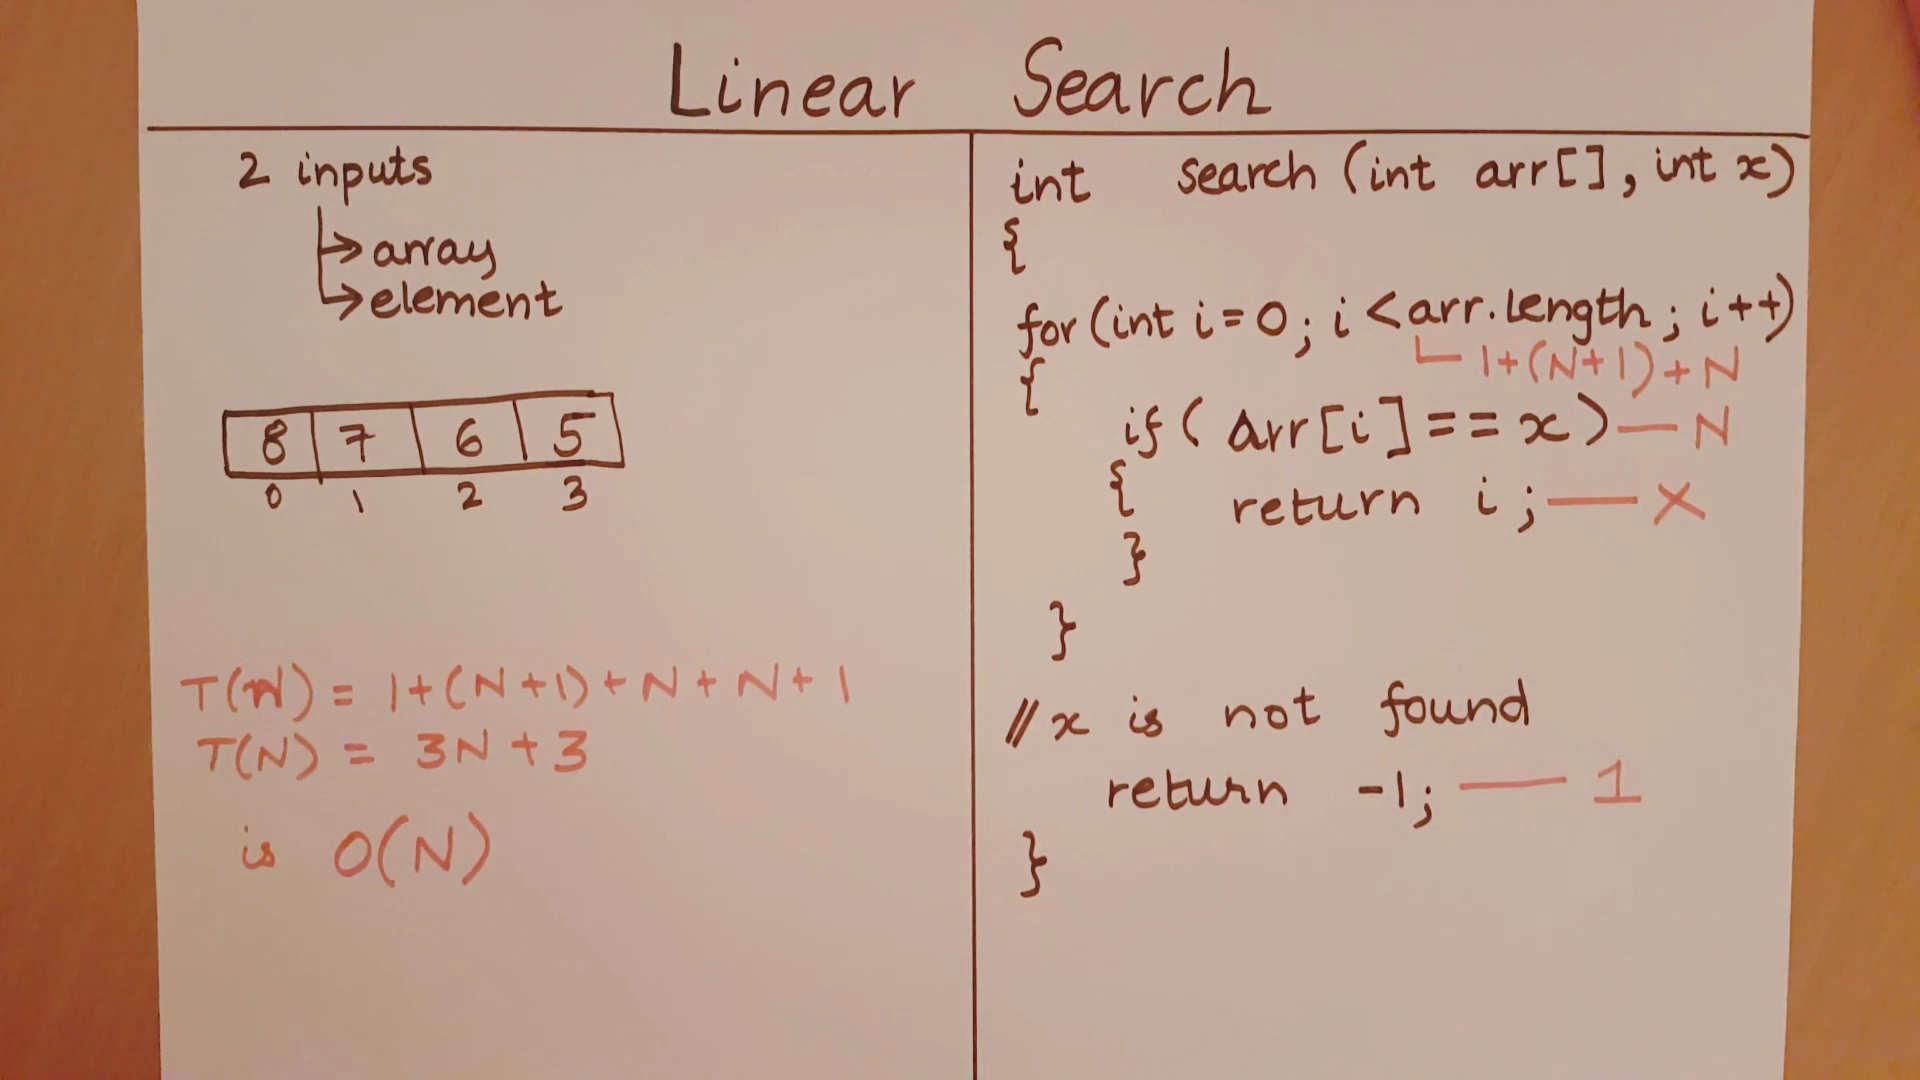 Linear Search
2 inputs
array
element
8 7 6 5
0 1 2 3
T(N) = 1+(N+1)+N+N+1
T(N) = 3N+3
is O(N)
int search (int arr[], int x)
{
for(int i=0; i<arr.length; i++)
1+(N+1)+N
{
if( arr[i]==x) — N
{ return i; — X
}
}
// x is not found
return -1; — 1
}